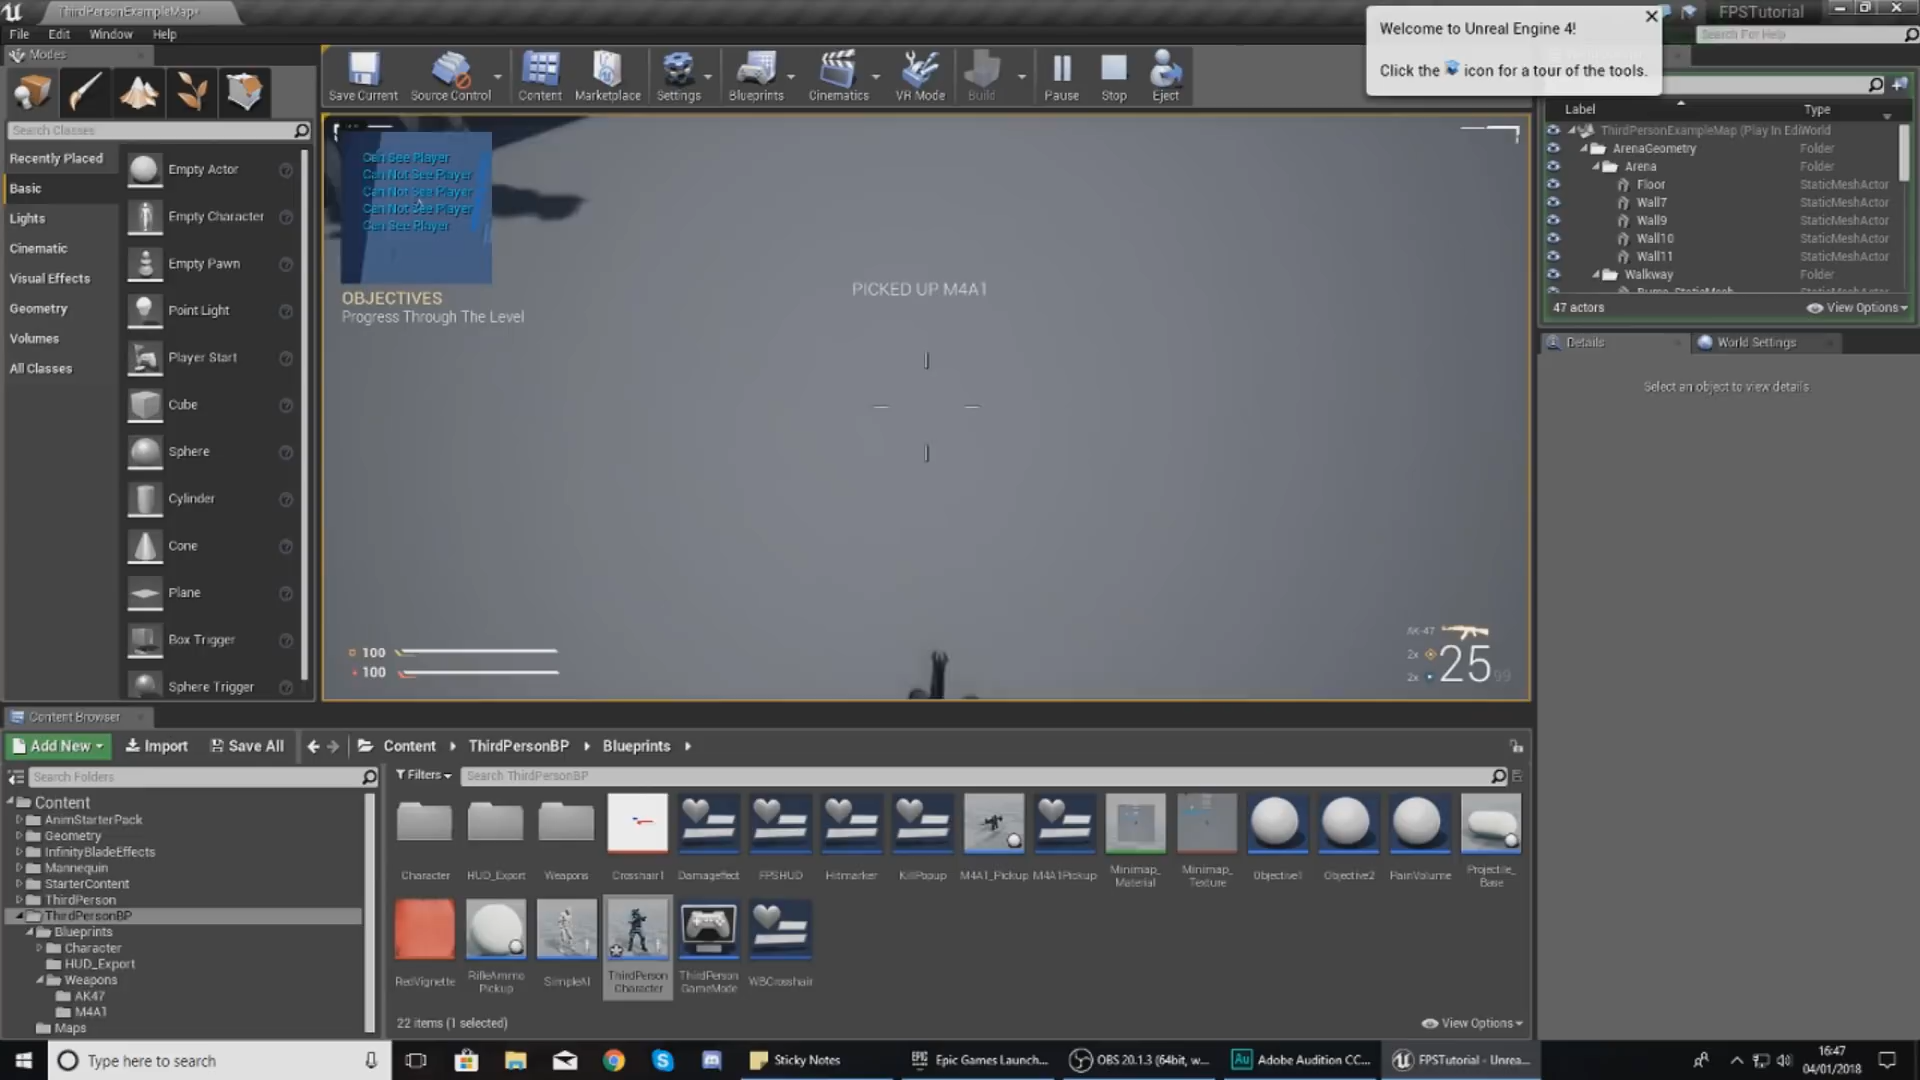 ThirdPersonExampleMap*
FPSTutorial
File Edit Window Help
Search For Help
Welcome to Unreal Engine 4!
Click the icon for a tour of the tools.
Modes
Save Current
Source Control
Content
Marketplace
Settings
Blueprints
Cinematics
VR Mode
Build
Pause
Stop
Eject
Search Classes
Recently Placed
Basic
Lights
Cinematic
Visual Effects
Geometry
Volumes
All Classes
Empty Actor
Empty Character
Empty Pawn
Point Light
Player Start
Cube
Sphere
Cylinder
Cone
Plane
Box Trigger
Sphere Trigger
Can See Player
Can Not See Player
Can Not See Player
Can Not See Player
Can See Player
OBJECTIVES
Progress Through The Level
PICKED UP M4A1
100
100
AK-47
2x
25 99
2x
Label Type
ThirdPersonExampleMap (Play In EdiWorld
ArenaGeometry Folder
Arena Folder
Floor StaticMeshActor
Wall7 StaticMeshActor
Wall9 StaticMeshActor
Wall10 StaticMeshActor
Wall11 StaticMeshActor
Walkway Folder
47 actors View Options
Details World Settings
Select an object to view details
Content Browser
Add New Import Save All Content ThirdPersonBP Blueprints
Search Folders
Filters Search ThirdPersonBP
Content
AnimStarterPack
Geometry
InfinityBladeEffects
Mannequin
StarterContent
ThirdPerson
ThirdPersonBP
Blueprints
Character
HUD_Export
Weapons
AK47
M4A1
Maps
Character
HUD_Export
Weapons
Crosshair1
Damageffect
FPSHUD
Hitmarker
KillPopup
M4A1_Pickup
M4A1Pickup
Minimap_
Material
Minimap_
Texture
Objective1
Objective2
PainVolume
Projectile_
Base
RedVignette
RifleAmmo
Pickup
SimpleAI
ThirdPerson
Character
ThirdPerson
GameMode
WBCrosshair
22 items (1 selected) View Options
Type here to search
Sticky Notes
Epic Games Launch...
OBS 20.1.3 (64bit, w...
Adobe Audition CC...
FPSTutorial - Unrea...
16:47
04/01/2018